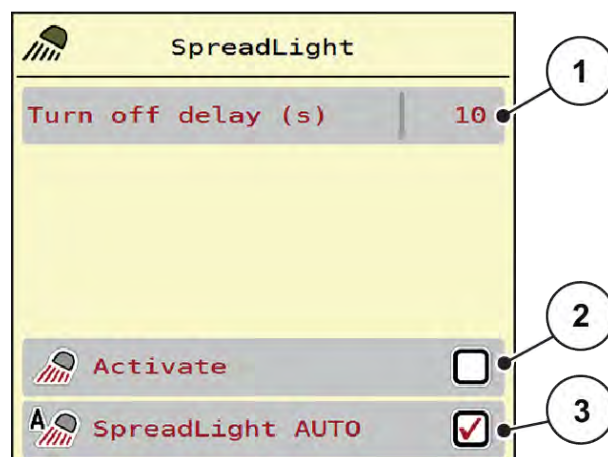 SpreadLight
1
Turn off delay (s) 10
2
Activate
3
A SpreadLight AUTO